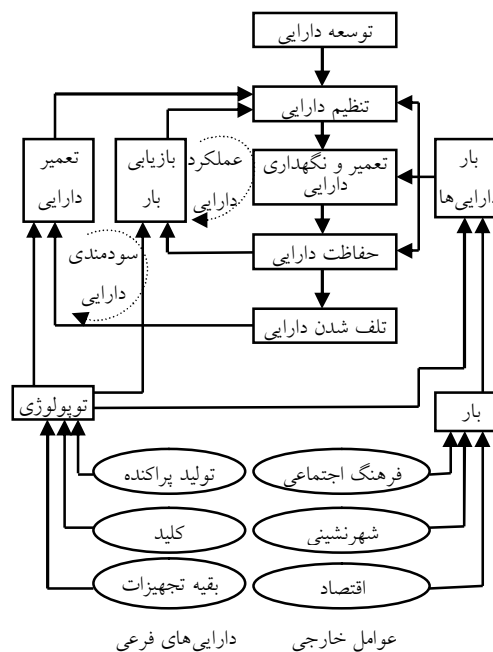 توسعه دارایی
تنظیم دارایی
تعمیر و نگهداری
دارایی
حفاظت دارایی
تلف شدن دارایی
بار
دارایی‌ها
عملکرد
دارایی
بازیابی
بار
تعمیر
دارایی
سودمندی
دارایی
توپولوژی
بار
فرهنگ اجتماعی
تولید پراکنده
شهرنشینی
کلید
اقتصاد
بقیه تجهیزات
عوامل خارجی
دارایی‌های فرعی